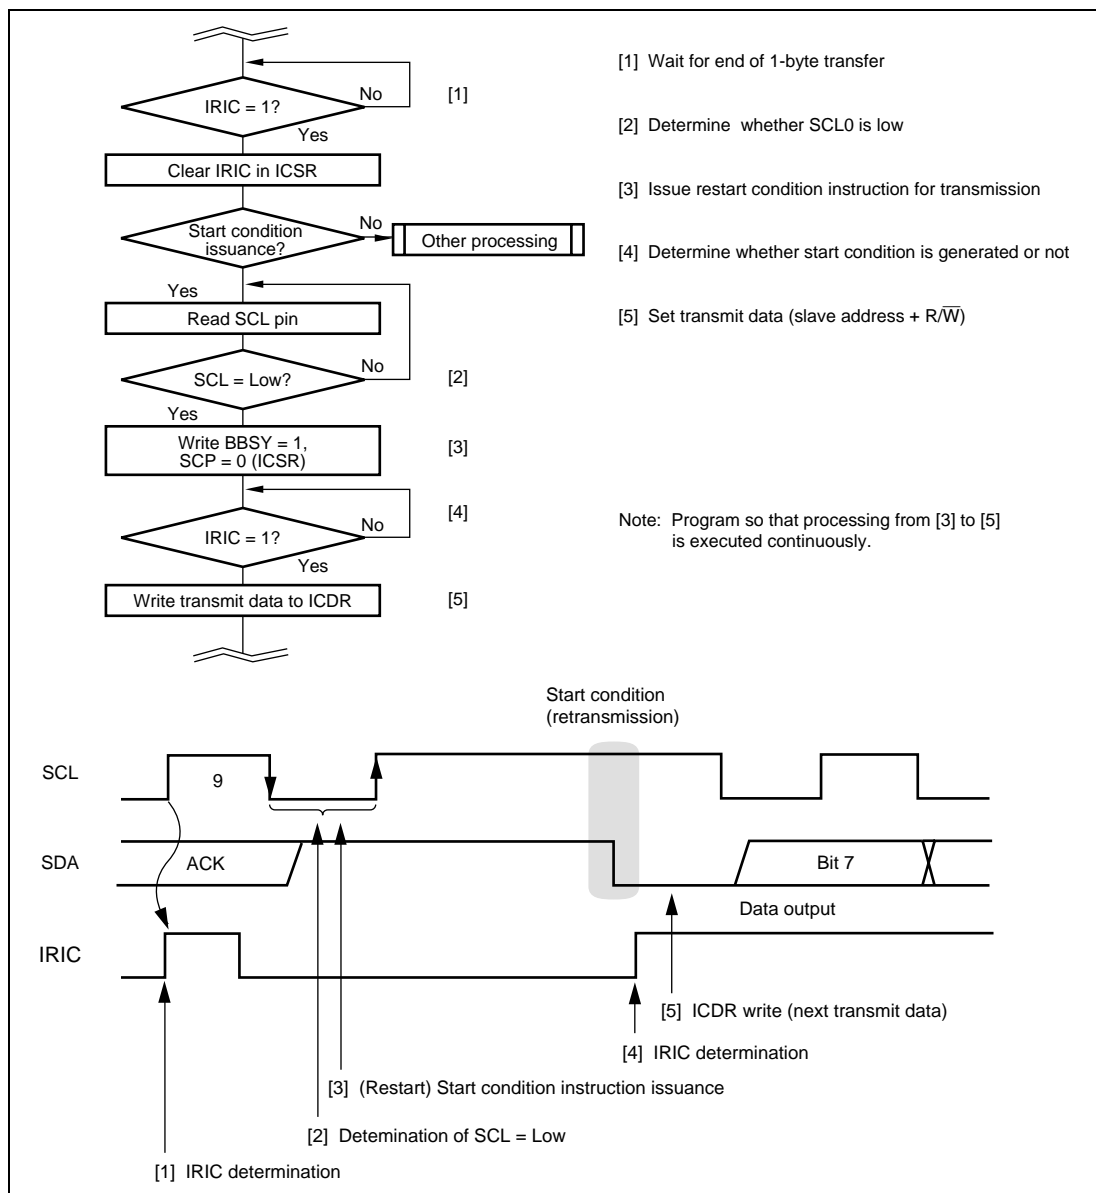 IRIC = 1?
No
Yes
[1]
Clear IRIC in ICSR
Start condition
issuance?
No
Other processing
Yes
Read SCL pin
SCL = Low?
No
[2]
Yes
Write BBSY = 1,
SCP = 0 (ICSR)
[3]
IRIC = 1?
No
[4]
Yes
Write transmit data to ICDR
[5]
[1] Wait for end of 1-byte transfer
[2] Determine whether SCL0 is low
[3] Issue restart condition instruction for transmission
[4] Determine whether start condition is generated or not
[5] Set transmit data (slave address + R/W̅)
Note: Program so that processing from [3] to [5]
is executed continuously.
Start condition
(retransmission)
SCL
9
SDA
ACK
Bit 7
Data output
IRIC
[5] ICDR write (next transmit data)
[4] IRIC determination
[3] (Restart) Start condition instruction issuance
[2] Detemination of SCL = Low
[1] IRIC determination